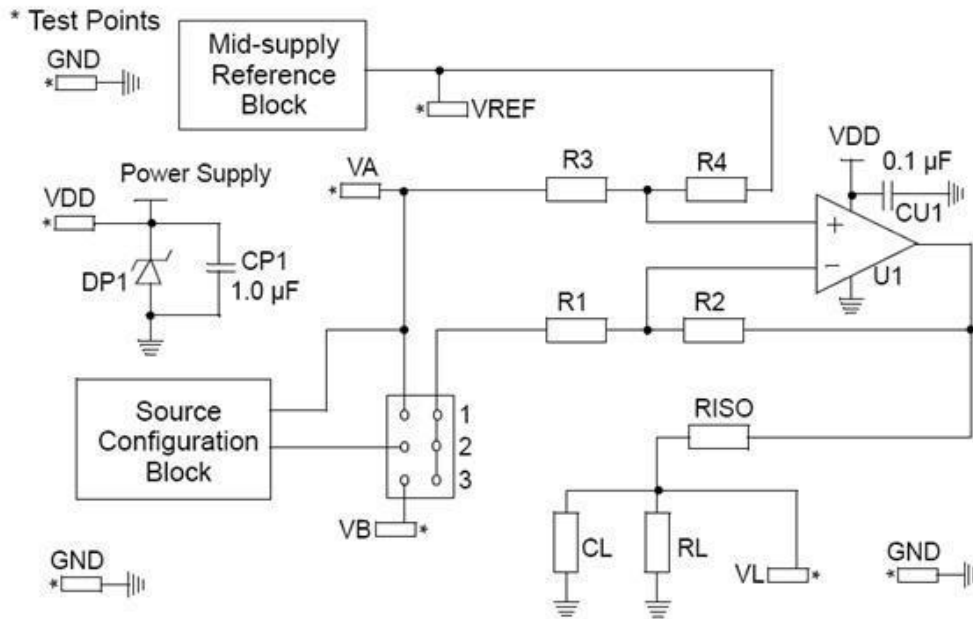 * Test Points
GND
*
Mid-supply
Reference
Block
* VREF
Power Supply
VDD
*
DP1
CP1
1.0 µF
VA
*
R3
R4
VDD
0.1 µF
CU1
+
−
U1
R1
R2
Source
Configuration
Block
1
2
3
VB *
RISO
CL
RL
VL *
GND
*
GND
*